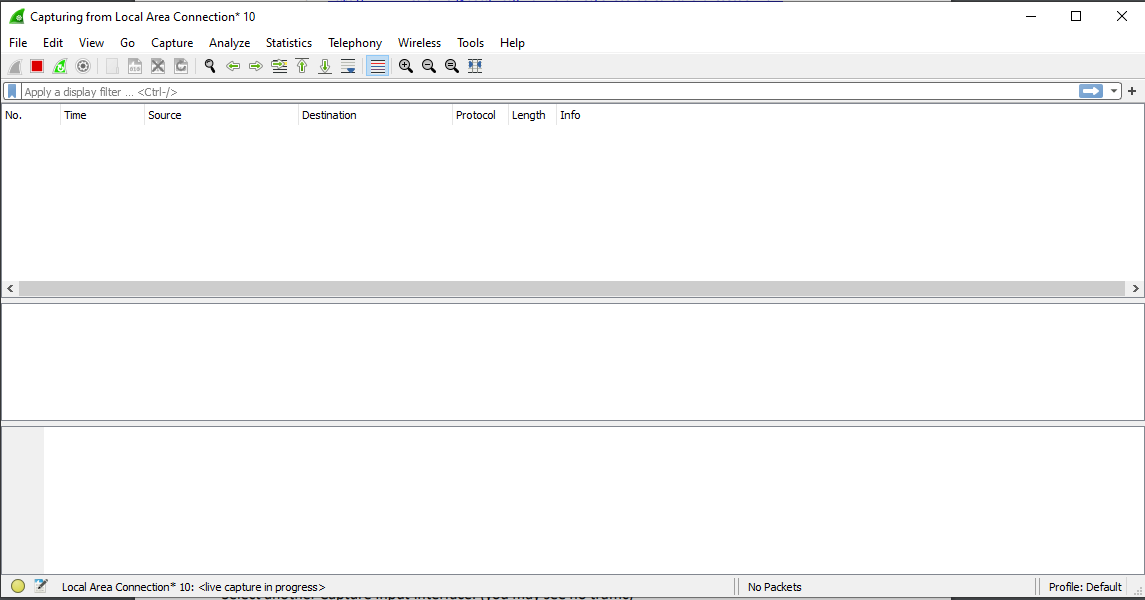 Capturing from Local Area Connection* 10
File Edit View Go Capture Analyze Statistics Telephony Wireless Tools Help
Apply a display filter ... <Ctrl-/>
No. Time Source Destination Protocol Length Info
Local Area Connection* 10: <live capture in progress> No Packets Profile: Default